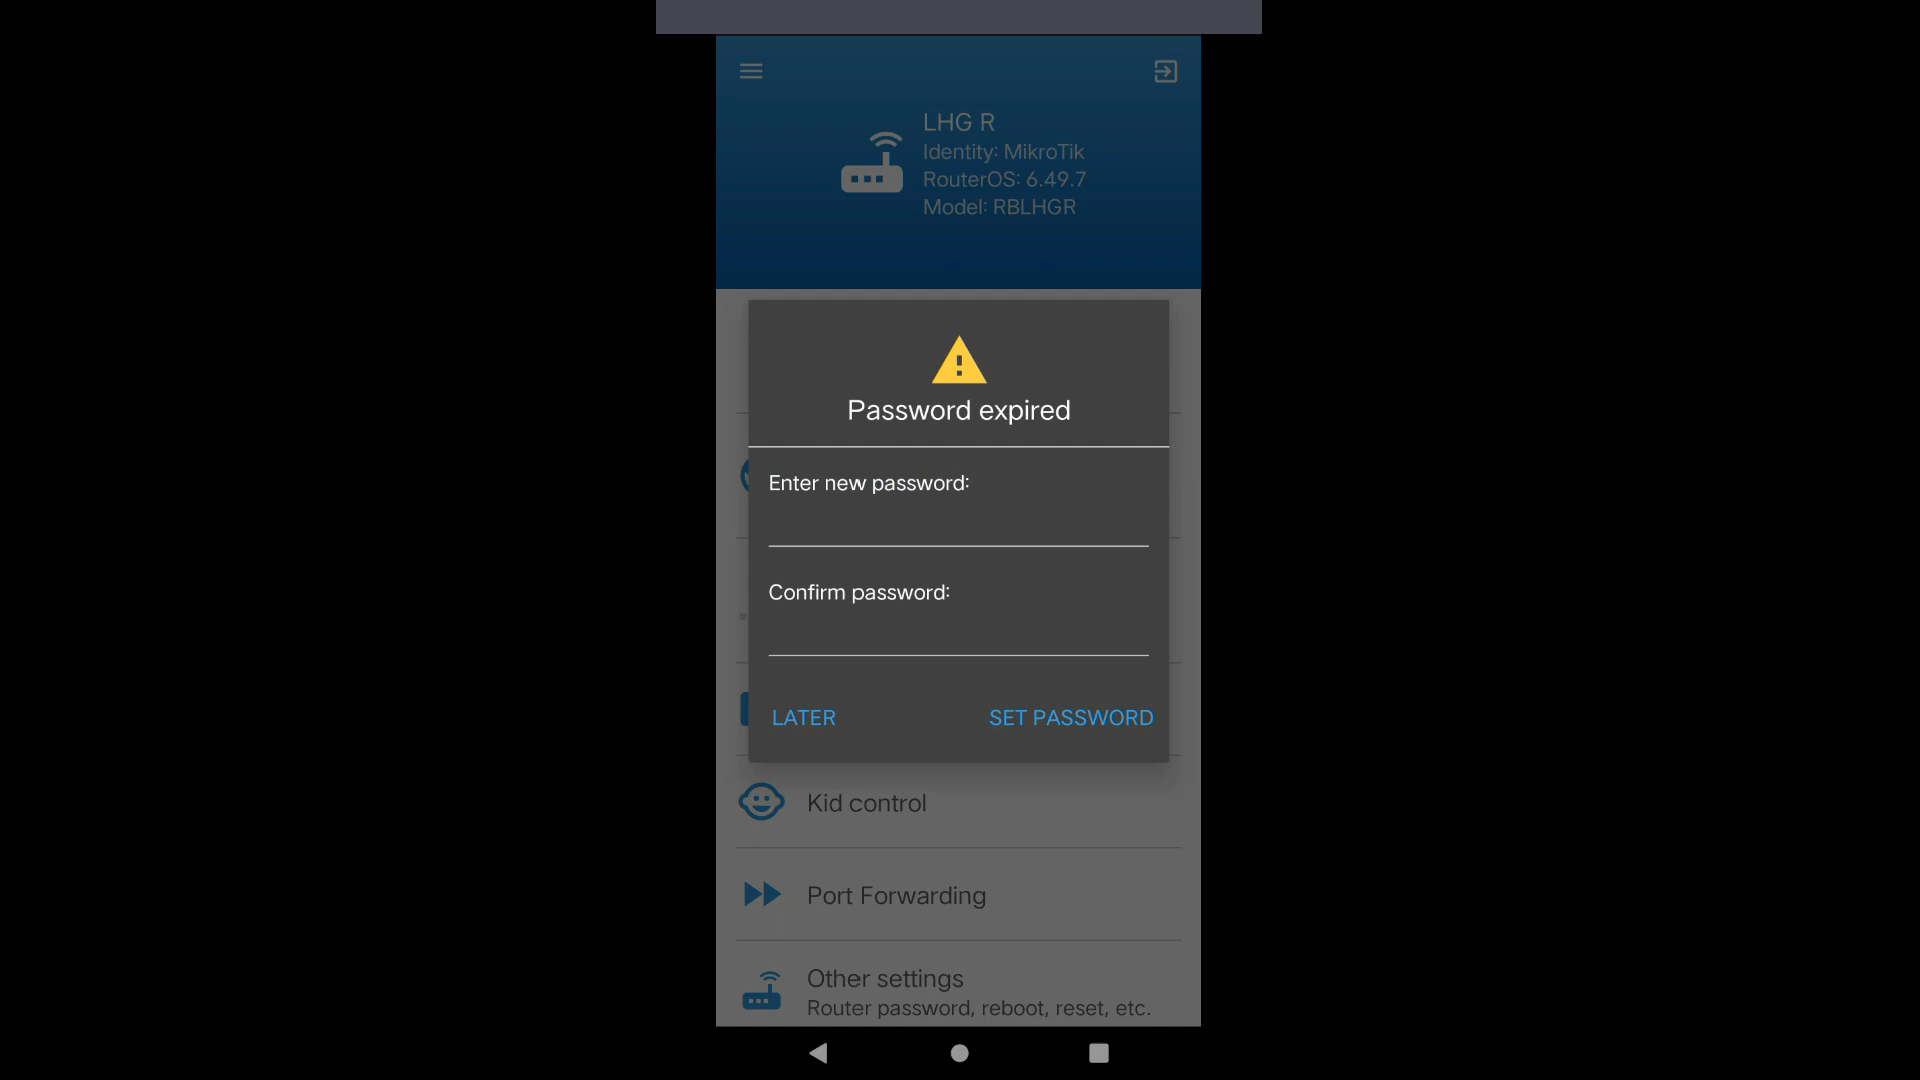 LHG R
Identity: MikroTik
RouterOS: 6.49.7
Model: RBLHGR
Password expired
Enter new password:
Confirm password:
LATER
SET PASSWORD
Kid control
Port Forwarding
Other settings
Router password, reboot, reset, etc.